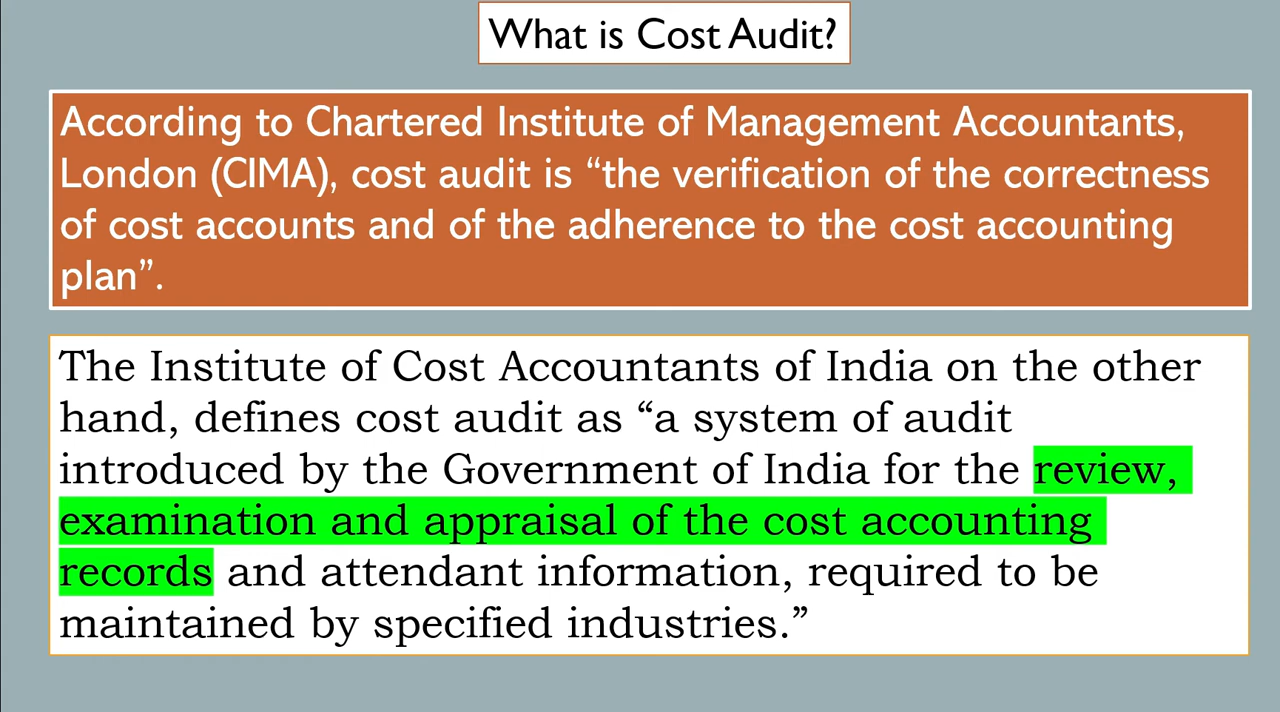 What is Cost Audit?
According to Chartered Institute of Management Accountants,
London (CIMA), cost audit is “the verification of the correctness
of cost accounts and of the adherence to the cost accounting
plan”.
The Institute of Cost Accountants of India on the other
hand, defines cost audit as “a system of audit
introduced by the Government of India for the review,
examination and appraisal of the cost accounting
records and attendant information, required to be
maintained by specified industries.”